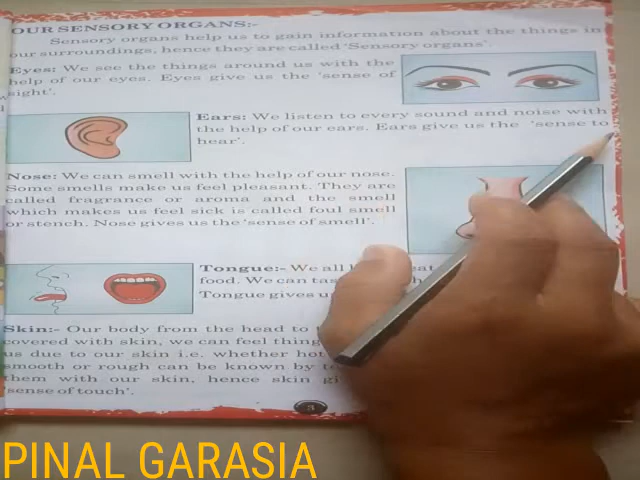 OUR SENSORY ORGANS:-
Sensory organs help us to gain information about the things in
our surroundings, hence they are called 'Sensory organs'.
Eyes: We see the things around us with the
help of our eyes. Eyes give us the 'sense of
sight'.
Ears: We listen to every sound and noise with
the help of our ears. Ears give us the 'sense to
hear'.
Nose: We can smell with the help of our nose.
Some smells make us feel pleasant. They are
called fragrance or aroma and the smell
which makes us feel sick is called foul smell
or stench. Nose gives us the 'sense of smell'.
Tongue:- We all
food. We can
Tongue gives
Skin:- Our body from the head to
covered with skin, we can feel
us due to our skin i.e. whether hot
smooth or rough can be known by
them with our skin, hence skin
'sense of touch'.
3
PINAL GARASIA